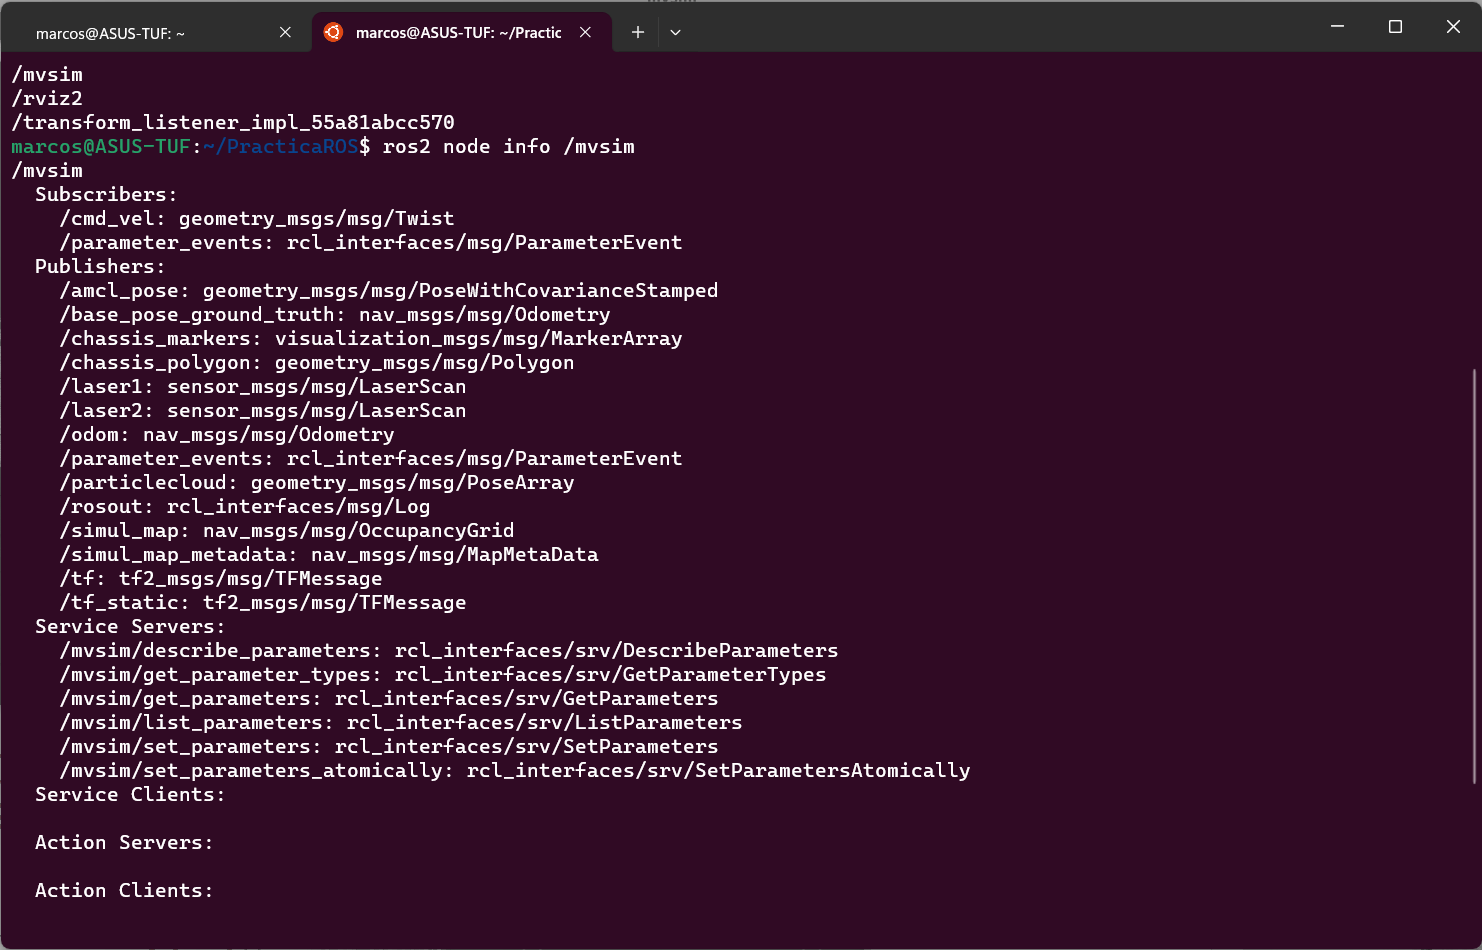 marcos@ASUS-TUF: ~
marcos@ASUS-TUF: ~/Practic
/mvsim
/rviz2
/transform_listener_impl_55a81abcc570
marcos@ASUS-TUF:~/PracticaROS$ ros2 node info /mvsim
/mvsim
  Subscribers:
    /cmd_vel: geometry_msgs/msg/Twist
    /parameter_events: rcl_interfaces/msg/ParameterEvent
  Publishers:
    /amcl_pose: geometry_msgs/msg/PoseWithCovarianceStamped
    /base_pose_ground_truth: nav_msgs/msg/Odometry
    /chassis_markers: visualization_msgs/msg/MarkerArray
    /chassis_polygon: geometry_msgs/msg/Polygon
    /laser1: sensor_msgs/msg/LaserScan
    /laser2: sensor_msgs/msg/LaserScan
    /odom: nav_msgs/msg/Odometry
    /parameter_events: rcl_interfaces/msg/ParameterEvent
    /particlecloud: geometry_msgs/msg/PoseArray
    /rosout: rcl_interfaces/msg/Log
    /simul_map: nav_msgs/msg/OccupancyGrid
    /simul_map_metadata: nav_msgs/msg/MapMetaData
    /tf: tf2_msgs/msg/TFMessage
    /tf_static: tf2_msgs/msg/TFMessage
  Service Servers:
    /mvsim/describe_parameters: rcl_interfaces/srv/DescribeParameters
    /mvsim/get_parameter_types: rcl_interfaces/srv/GetParameterTypes
    /mvsim/get_parameters: rcl_interfaces/srv/GetParameters
    /mvsim/list_parameters: rcl_interfaces/srv/ListParameters
    /mvsim/set_parameters: rcl_interfaces/srv/SetParameters
    /mvsim/set_parameters_atomically: rcl_interfaces/srv/SetParametersAtomically
  Service Clients:
  Action Servers:
  Action Clients: